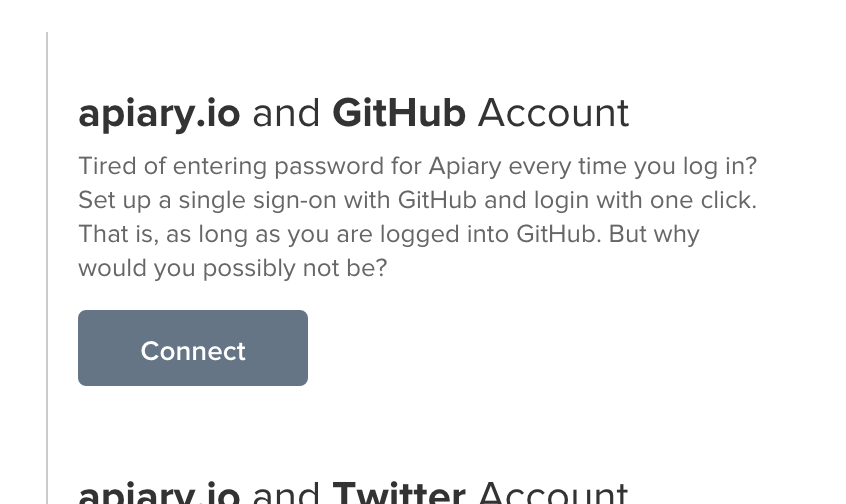 apiary.io and GitHub Account
Tired of entering password for Apiary every time you log in?
Set up a single sign-on with GitHub and login with one click.
That is, as long as you are logged into GitHub. But why
would you possibly not be?
Connect
apiary.io and Twitter Account